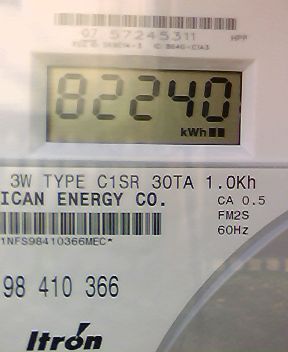 07 57245311 HPP
82240
kWh
3W TYPE C1SR 30TA 1.0Kh
ICAN ENERGY CO. CA 0.5
FM2S
1NFS98410366MEC* 60Hz
98 410 366
Itron